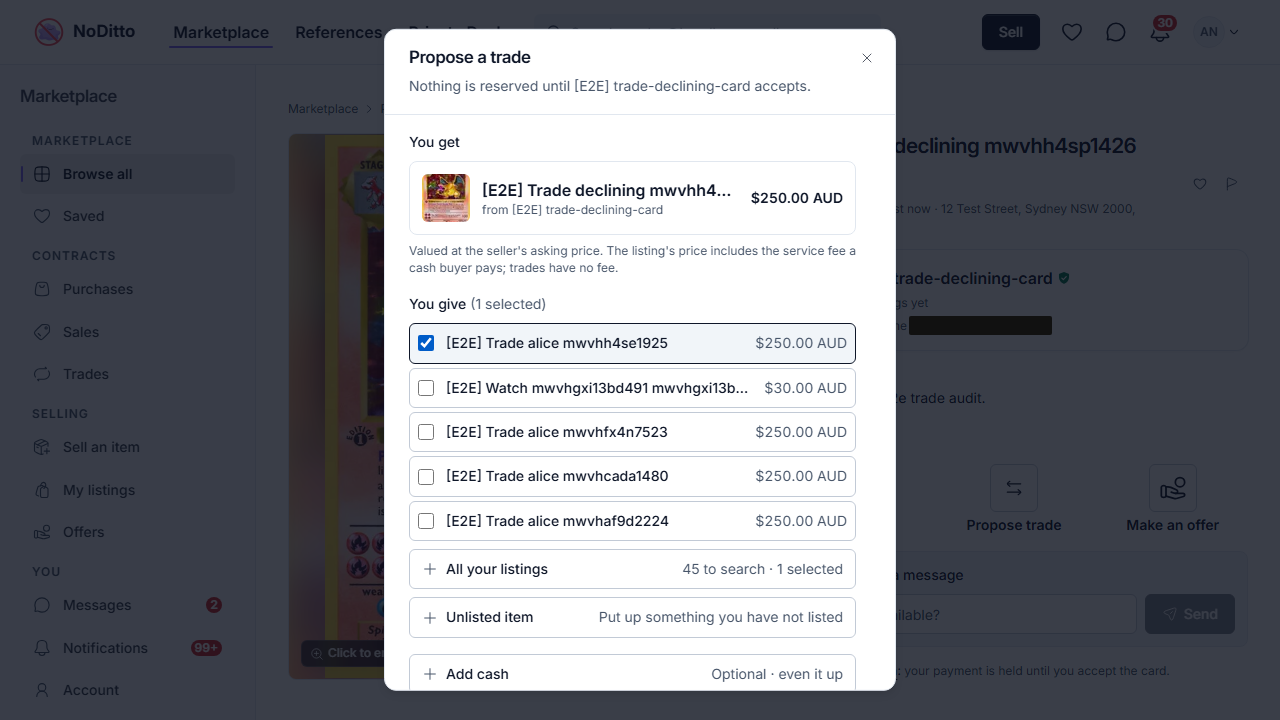 NoDitto
Marketplace
References
Sell
30
AN
Marketplace
MARKETPLACE
Browse all
Saved
CONTRACTS
Purchases
Sales
Trades
SELLING
Sell an item
My listings
Offers
YOU
Messages
2
Notifications
99+
Account
Marketplace
Click to en
Propose a trade
Nothing is reserved until [E2E] trade-declining-card accepts.
You get
[E2E] Trade declining mwvhh4...
from [E2E] trade-declining-card
$250.00 AUD
Valued at the seller's asking price. The listing's price includes the service fee a
cash buyer pays; trades have no fee.
You give (1 selected)
[E2E] Trade alice mwvhh4se1925 $250.00 AUD
[E2E] Watch mwvhgxi13bd491 mwvhgxi13b... $30.00 AUD
[E2E] Trade alice mwvhfx4n7523 $250.00 AUD
[E2E] Trade alice mwvhcada1480 $250.00 AUD
[E2E] Trade alice mwvhaf9d2224 $250.00 AUD
All your listings 45 to search · 1 selected
Unlisted item Put up something you have not listed
Add cash Optional · even it up
declining mwvhh4sp1426
st now · 12 Test Street, Sydney NSW 2000,
trade-declining-card
gs yet
trade audit.
Propose trade
Make an offer
a message
ilable?
Send
your payment is held until you accept the card.